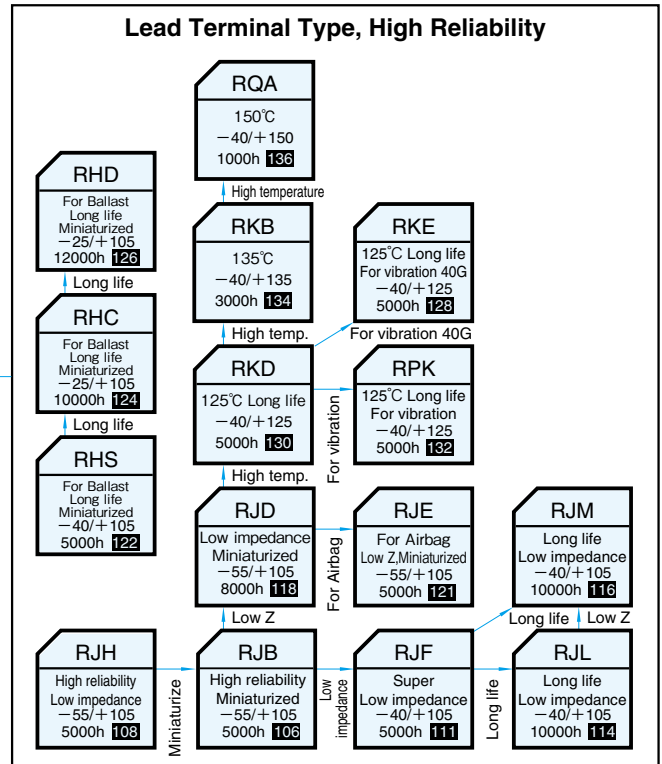 Lead Terminal Type, High Reliability
RQA
150℃
−40/+150
1000h 136
High temperature
RHD
For Ballast
Long life
Miniaturized
−25/+105
12000h 126
Long life
RKB
135℃
−40/+135
3000h 134
High temp.
RKE
125℃ Long life
For vibration 40G
−40/+125
5000h 128
For vibration 40G
RHC
For Ballast
Long life
Miniaturized
−25/+105
10000h 124
Long life
RKD
125℃ Long life
−40/+125
5000h 130
High temp.
For vibration
RPK
125℃ Long life
For vibration
−40/+125
5000h 132
RHS
For Ballast
Long life
Miniaturized
−40/+105
5000h 122
RJD
Low impedance
Miniaturized
−55/+105
8000h 118
Low Z
For Airbag
RJE
For Airbag
Low Z,Miniaturized
−55/+105
5000h 121
RJM
Long life
Low impedance
−40/+105
10000h 116
Long life
Low Z
RJH
High reliability
Low impedance
−55/+105
5000h 108
Miniaturize
RJB
High reliability
Miniaturized
−55/+105
5000h 106
Low
impedance
RJF
Super
Low impedance
−40/+105
5000h 111
Long life
RJL
Long life
Low impedance
−40/+105
10000h 114